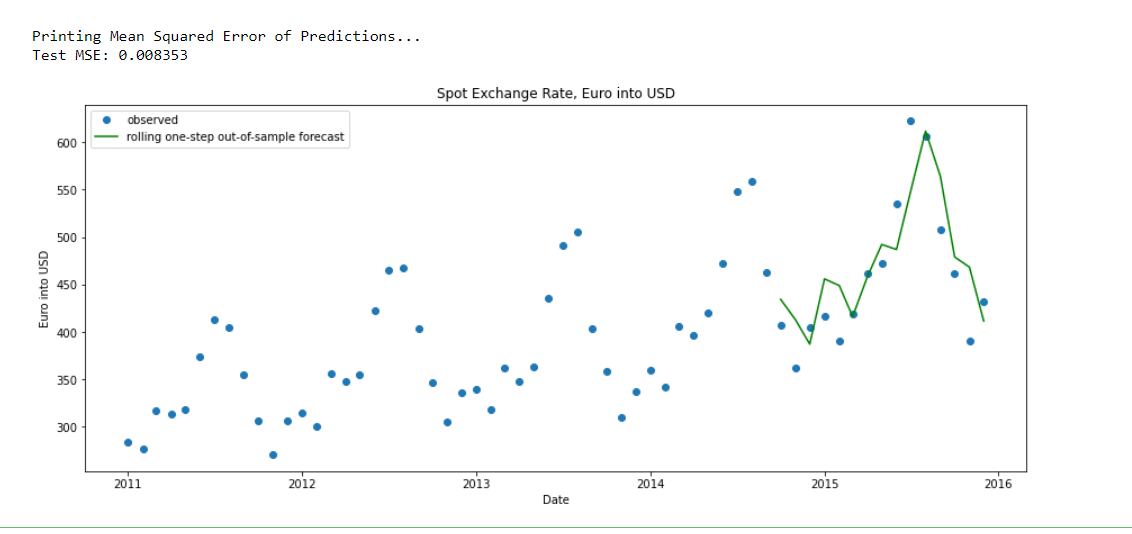 Printing Mean Squared Error of Predictions...
Test MSE: 0.008353
Spot Exchange Rate, Euro into USD
observed
rolling one-step out-of-sample forecast
600
550
500
450
400
350
300
Euro into USD
2011 2012 2013 2014 2015 2016
Date